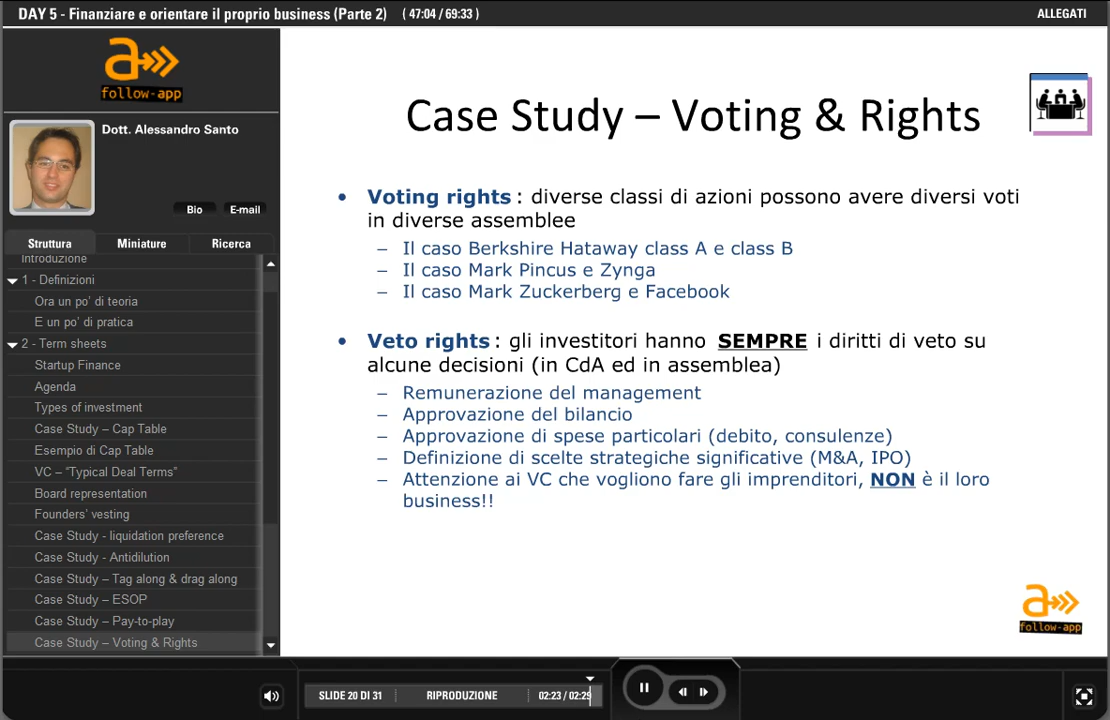 DAY 5 - Finanziare e orientare il proprio business (Parte 2) ( 47:04 / 69:33 )
ALLEGATI
a
follow-app
Dott. Alessandro Santo
Bio
E-mail
Struttura
Miniature
Ricerca
Introduzione
1 - Definizioni
Ora un po' di teoria
E un po' di pratica
2 - Term sheets
Startup Finance
Agenda
Types of investment
Case Study – Cap Table
Esempio di Cap Table
VC – "Typical Deal Terms"
Board representation
Founders' vesting
Case Study - liquidation preference
Case Study - Antidilution
Case Study – Tag along & drag along
Case Study – ESOP
Case Study – Pay-to-play
Case Study – Voting & Rights
Case Study – Voting & Rights
• Voting rights : diverse classi di azioni possono avere diversi voti
in diverse assemblee
– Il caso Berkshire Hataway class A e class B
– Il caso Mark Pincus e Zynga
– Il caso Mark Zuckerberg e Facebook
• Veto rights : gli investitori hanno SEMPRE i diritti di veto su
alcune decisioni (in CdA ed in assemblea)
– Remunerazione del management
– Approvazione del bilancio
– Approvazione di spese particolari (debito, consulenze)
– Definizione di scelte strategiche significative (M&A, IPO)
– Attenzione ai VC che vogliono fare gli imprenditori, NON è il loro
business!!
a
follow-app
SLIDE 20 DI 31
RIPRODUZIONE
02:23 / 02:29